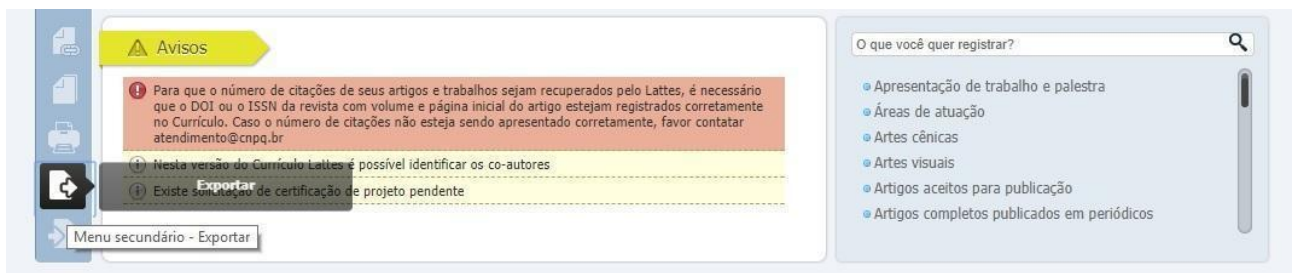 Avisos
Para que o número de citações de seus artigos e trabalhos sejam recuperados pelo Lattes, é necessário
que o DOI ou o ISSN da revista com volume e página inicial do artigo estejam registrados corretamente
no Currículo. Caso o número de citações não esteja sendo apresentado corretamente, favor contatar
atendimento@cnpq.br
Nesta versão do Currículo Lattes é possível identificar os co-autores
Existe solicitação de certificação de projeto pendente
Exportar
Menu secundário - Exportar
O que você quer registrar?
Apresentação de trabalho e palestra
Áreas de atuação
Artes cênicas
Artes visuais
Artigos aceitos para publicação
Artigos completos publicados em periódicos